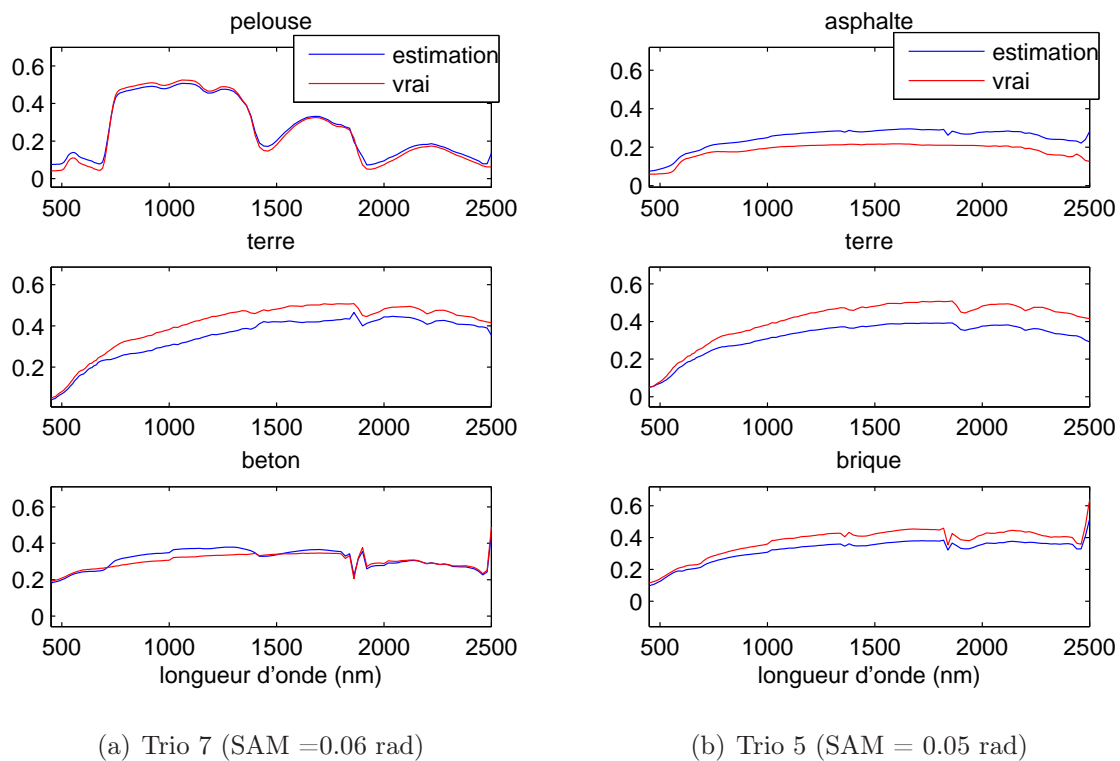 pelouse
estimation
vrai
0.6
0.4
0.2
0
500 1000 1500 2000 2500
terre
0.6
0.4
0.2
0
500 1000 1500 2000 2500
beton
0.6
0.4
0.2
0
500 1000 1500 2000 2500
longueur d'onde (nm)
(a) Trio 7 (SAM =0.06 rad)
asphalte
estimation
vrai
0.6
0.4
0.2
0
500 1000 1500 2000 2500
terre
0.6
0.4
0.2
0
500 1000 1500 2000 2500
brique
0.6
0.4
0.2
0
500 1000 1500 2000 2500
longueur d'onde (nm)
(b) Trio 5 (SAM = 0.05 rad)